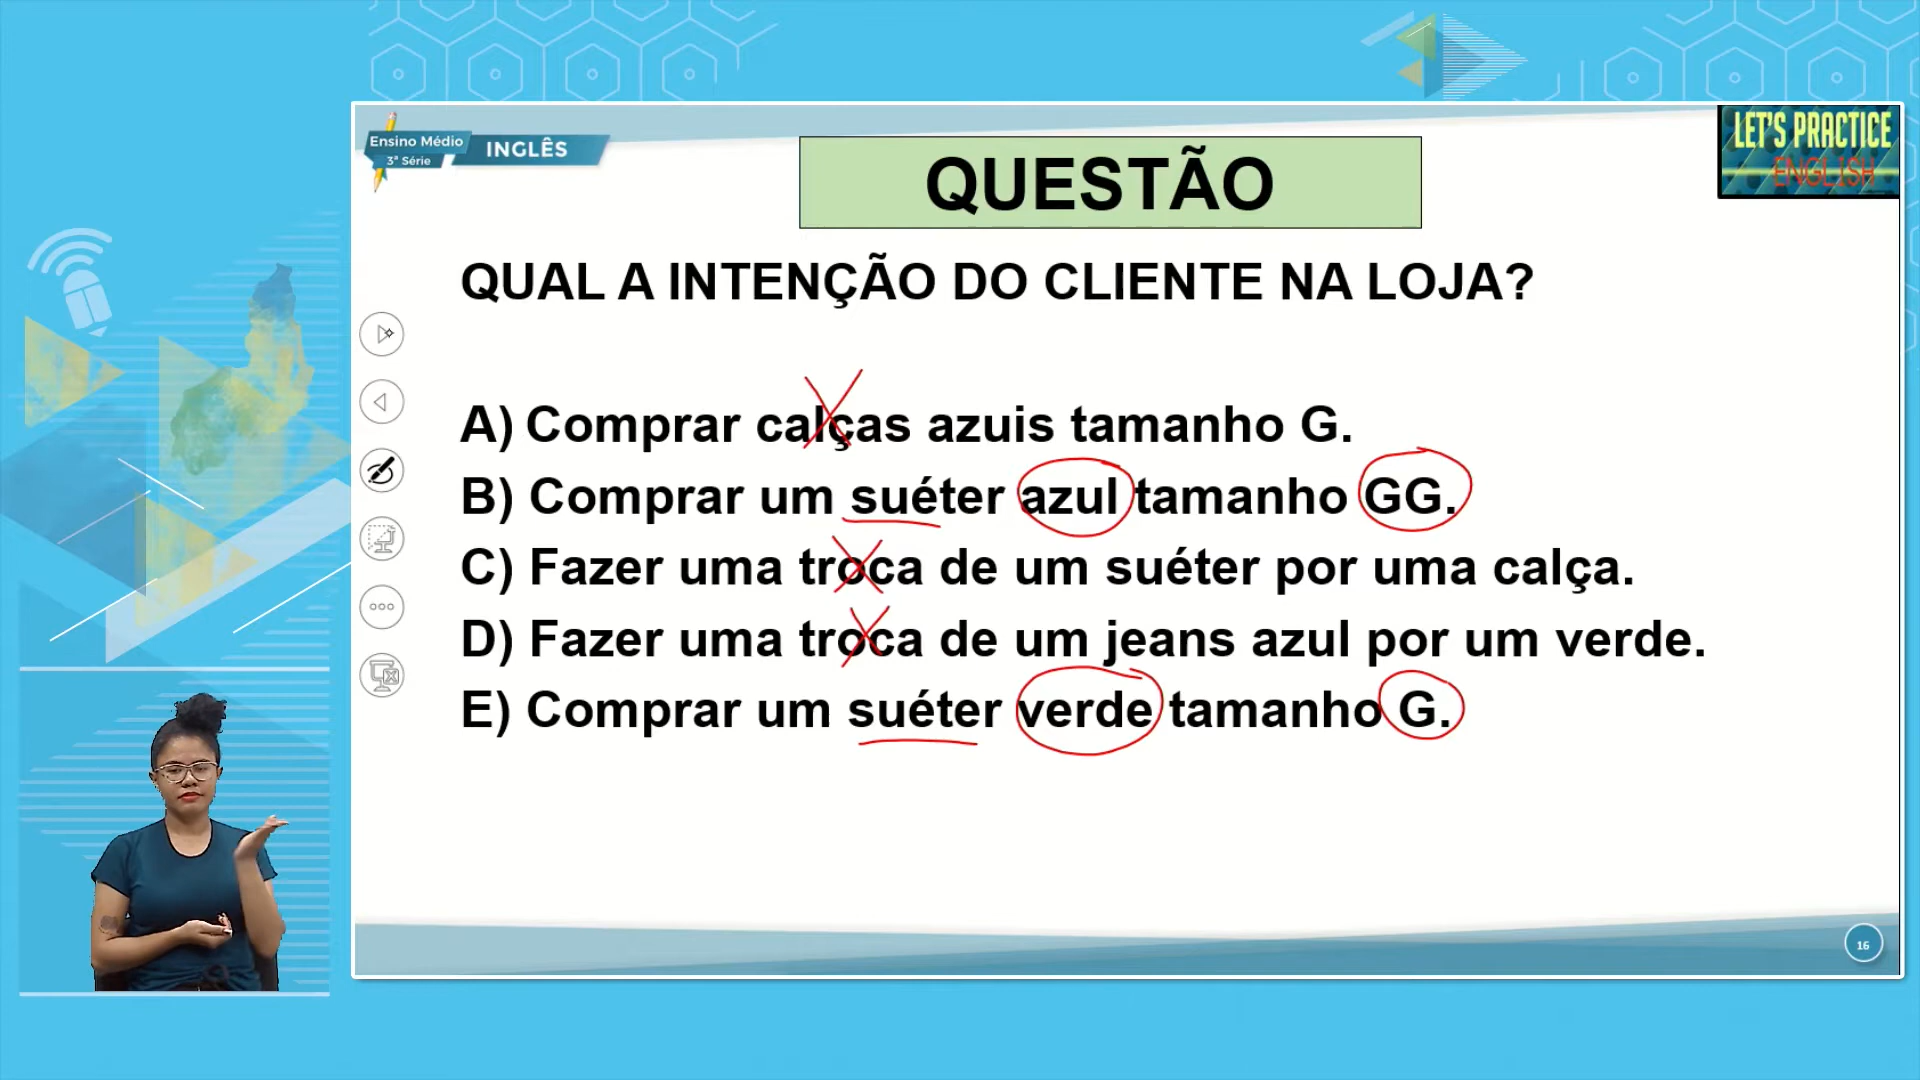 Ensino Médio
3ª Série
INGLÊS
QUESTÃO
LET'S PRACTICE
ENGLISH
QUAL A INTENÇÃO DO CLIENTE NA LOJA?
A) Comprar calças azuis tamanho G.
B) Comprar um suéter azul tamanho GG.
C) Fazer uma troca de um suéter por uma calça.
D) Fazer uma troca de um jeans azul por um verde.
E) Comprar um suéter verde tamanho G.
16